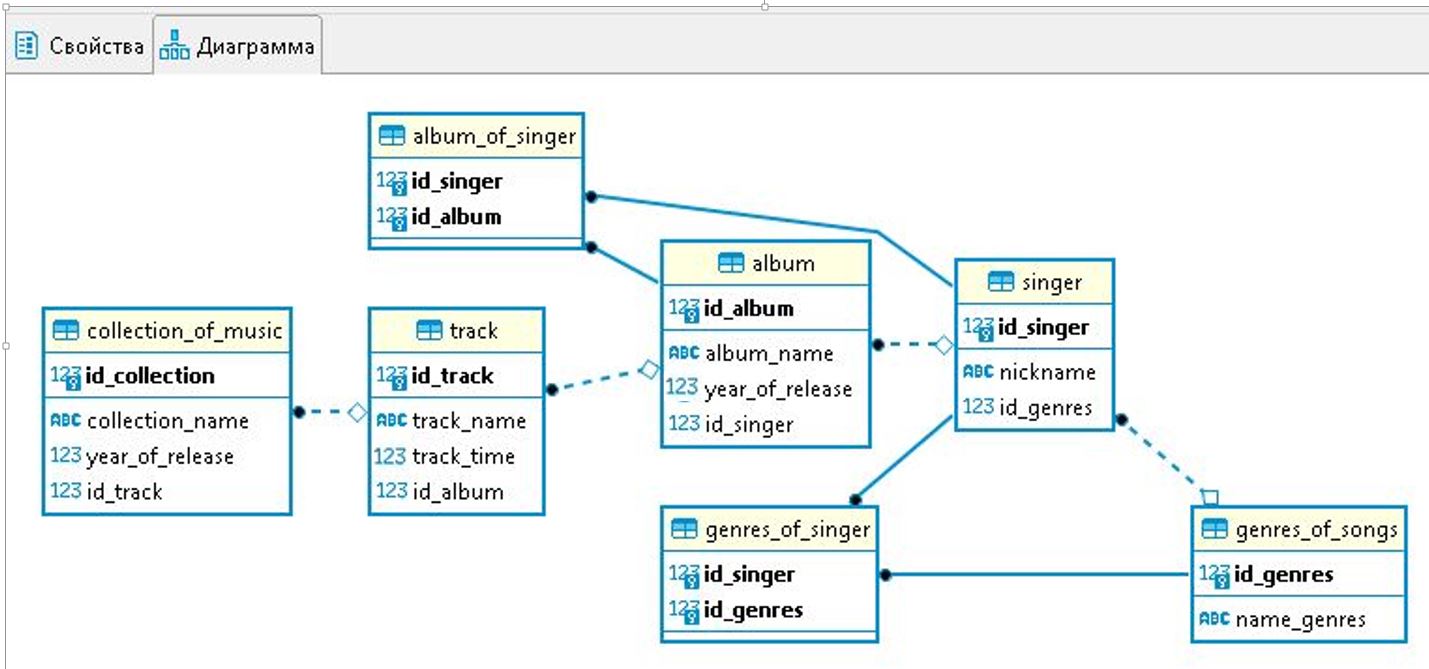 Свойства
Диаграмма
album_of_singer
123 id_singer
123 id_album
album
123 id_album
ABC album_name
123 year_of_release
123 id_singer
singer
123 id_singer
ABC nickname
123 id_genres
collection_of_music
123 id_collection
ABC collection_name
123 year_of_release
123 id_track
track
123 id_track
ABC track_name
123 track_time
123 id_album
genres_of_singer
123 id_singer
123 id_genres
genres_of_songs
123 id_genres
ABC name_genres